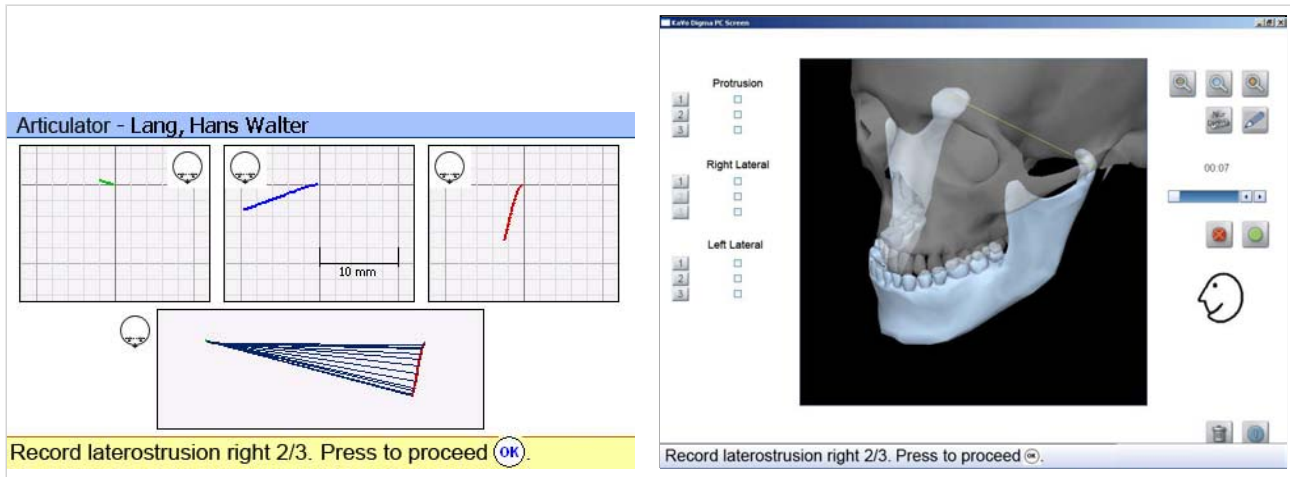 Articulator - Lang, Hans Walter
10 mm
Record laterostrusion right 2/3. Press to proceed OK.
KaVo Digma PC Screen
Protrusion
1
2
3
Right Lateral
1
Left Lateral
1
2
3
00:07
Record laterostrusion right 2/3. Press to proceed OK.